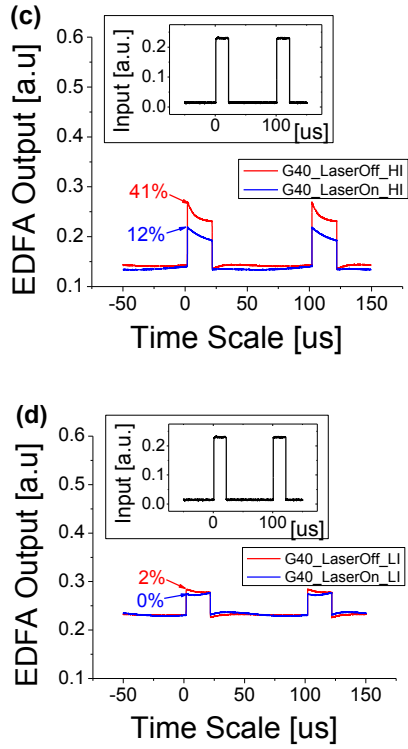 (c)
0.6
0.5
0.4
0.3
0.2
0.1
EDFA Output [a.u]
Input [a.u.]
0.2
0.1
0.0
0
100
[us]
G40_LaserOff_HI
G40_LaserOn_HI
41%
12%
-50
0
50
100
150
Time Scale [us]
(d)
0.6
0.5
0.4
0.3
0.2
0.1
EDFA Output [a.u]
Input [a.u.]
0.2
0.1
0.0
0
100
[us]
G40_LaserOff_LI
G40_LaserOn_LI
2%
0%
-50
0
50
100
150
Time Scale [us]